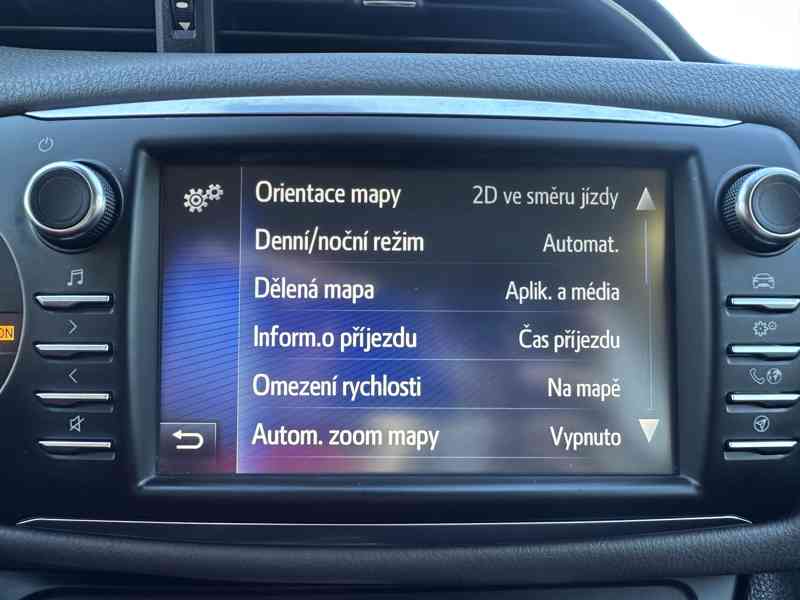 Orientace mapy 2D ve směru jízdy
Denní/noční režim Automat.
Dělená mapa Aplik. a média
Inform.o příjezdu Čas příjezdu
Omezení rychlosti Na mapě
Autom. zoom mapy Vypnuto
ON